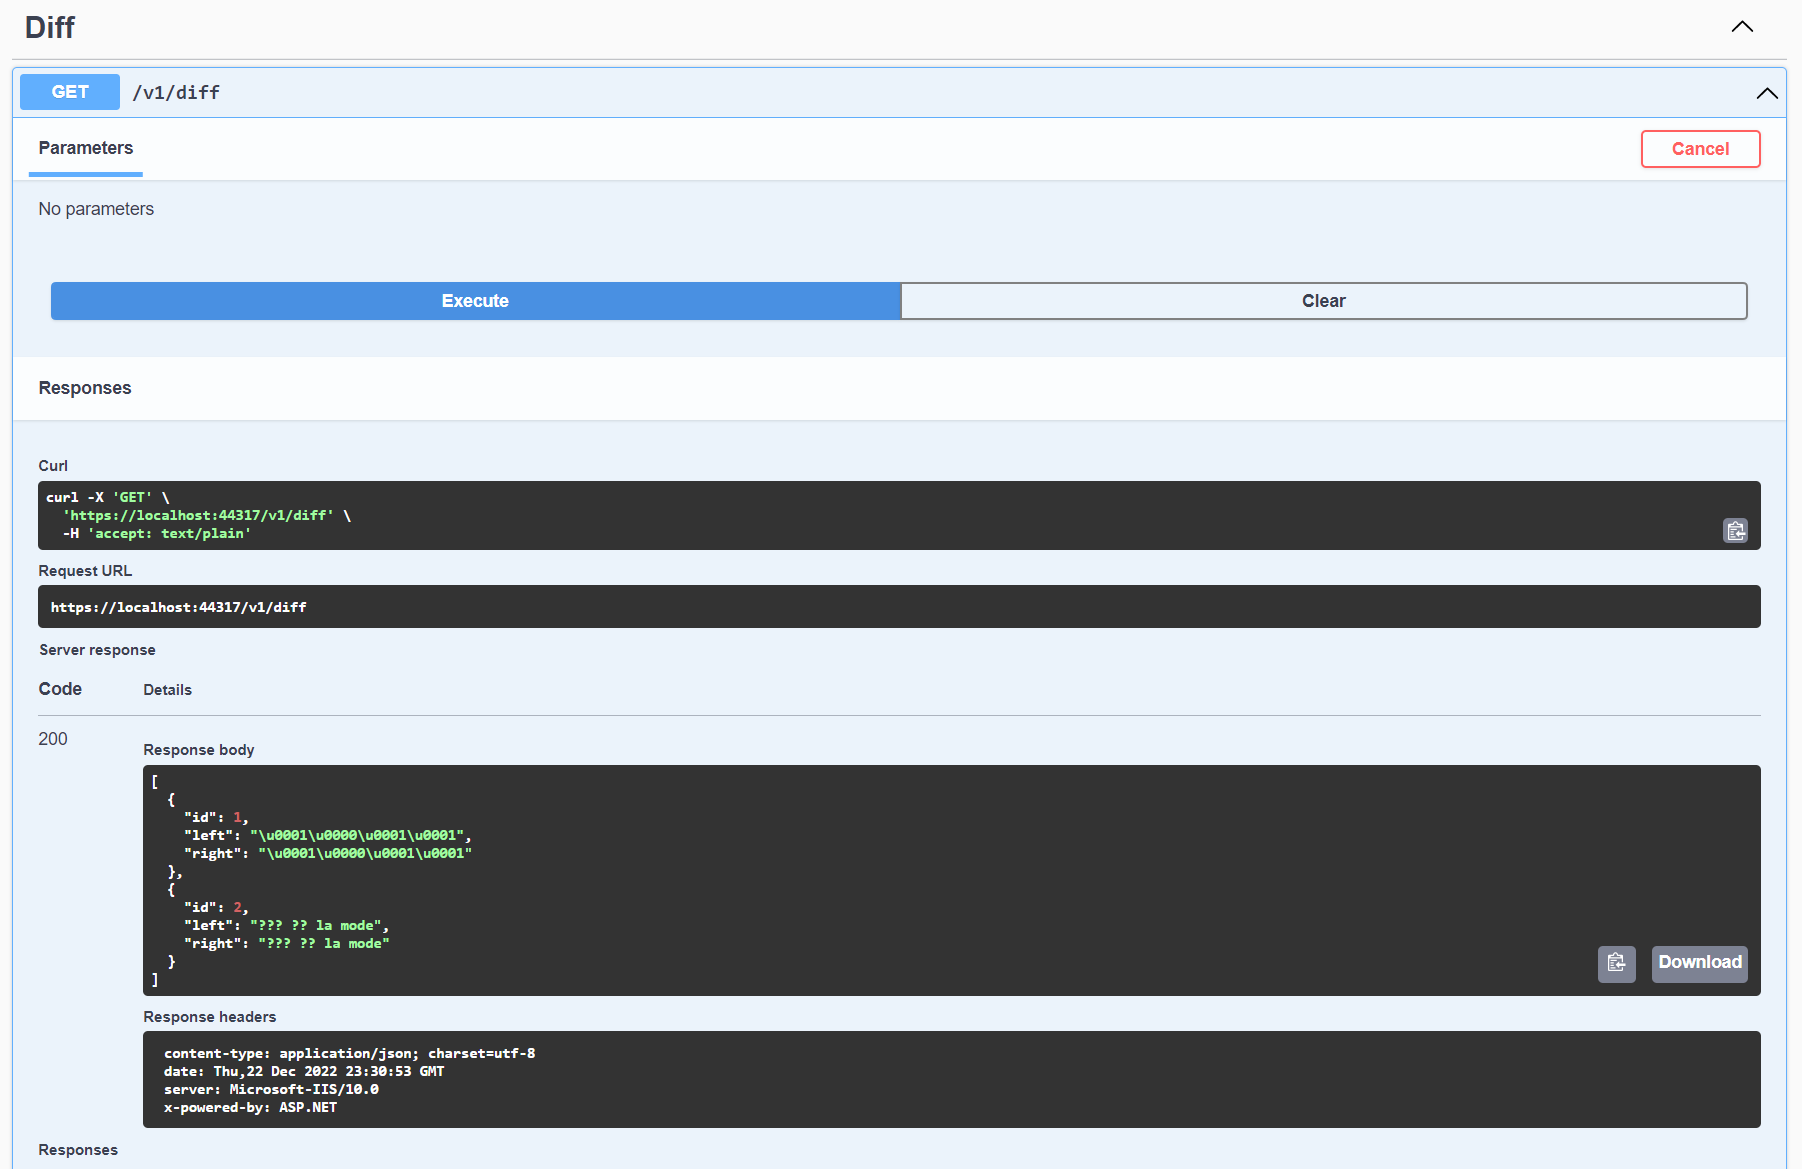 Diff
GET /v1/diff
Parameters
Cancel
No parameters
Execute
Clear
Responses
Curl
curl -X 'GET' \
  'https://localhost:44317/v1/diff' \
  -H 'accept: text/plain'
Request URL
https://localhost:44317/v1/diff
Server response
Code Details
200
Response body
[
  {
    "id": 1,
    "left": "\u0001\u0000\u0001\u0001",
    "right": "\u0001\u0000\u0001\u0001"
  },
  {
    "id": 2,
    "left": "??? ?? la mode",
    "right": "??? ?? la mode"
  }
]
Download
Response headers
content-type: application/json; charset=utf-8
date: Thu,22 Dec 2022 23:30:53 GMT
server: Microsoft-IIS/10.0
x-powered-by: ASP.NET
Responses